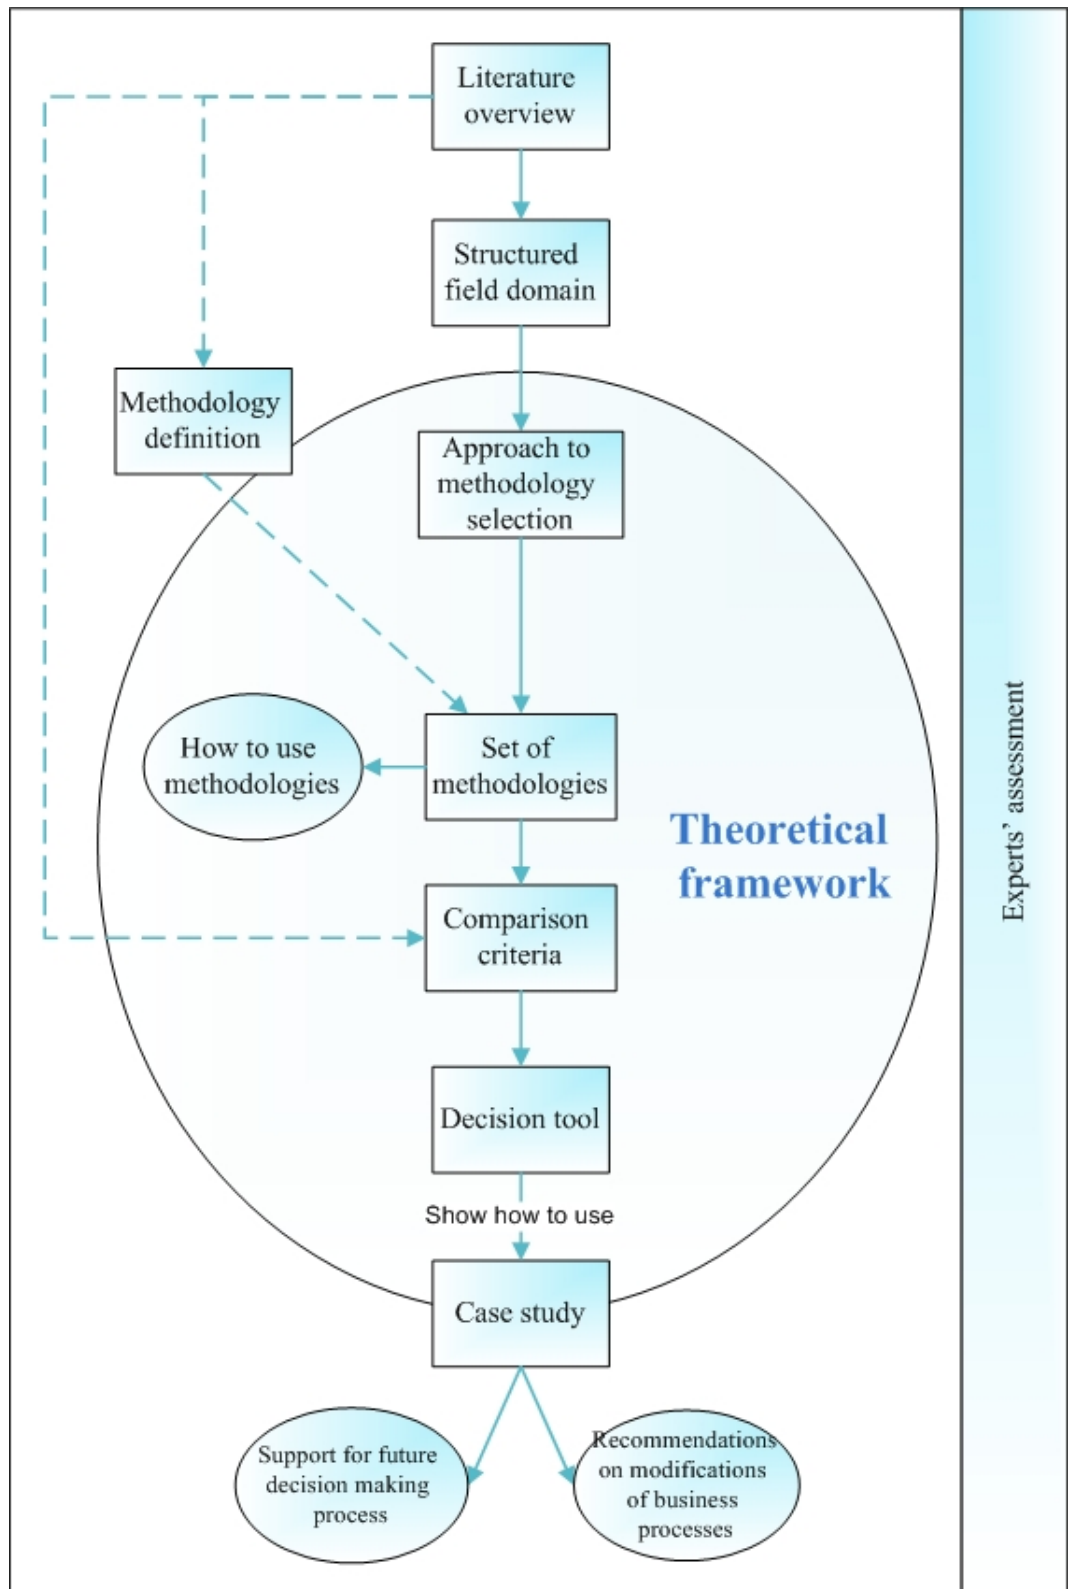 Literature
overview
Structured
field domain
Methodology
definition
Approach to
methodology
selection
How to use
methodologies
Set of
methodologies
Theoretical
framework
Comparison
criteria
Decision tool
Show how to use
Case study
Support for future
decision making
process
Recommendations
on modifications
of business
processes
Experts' assessment